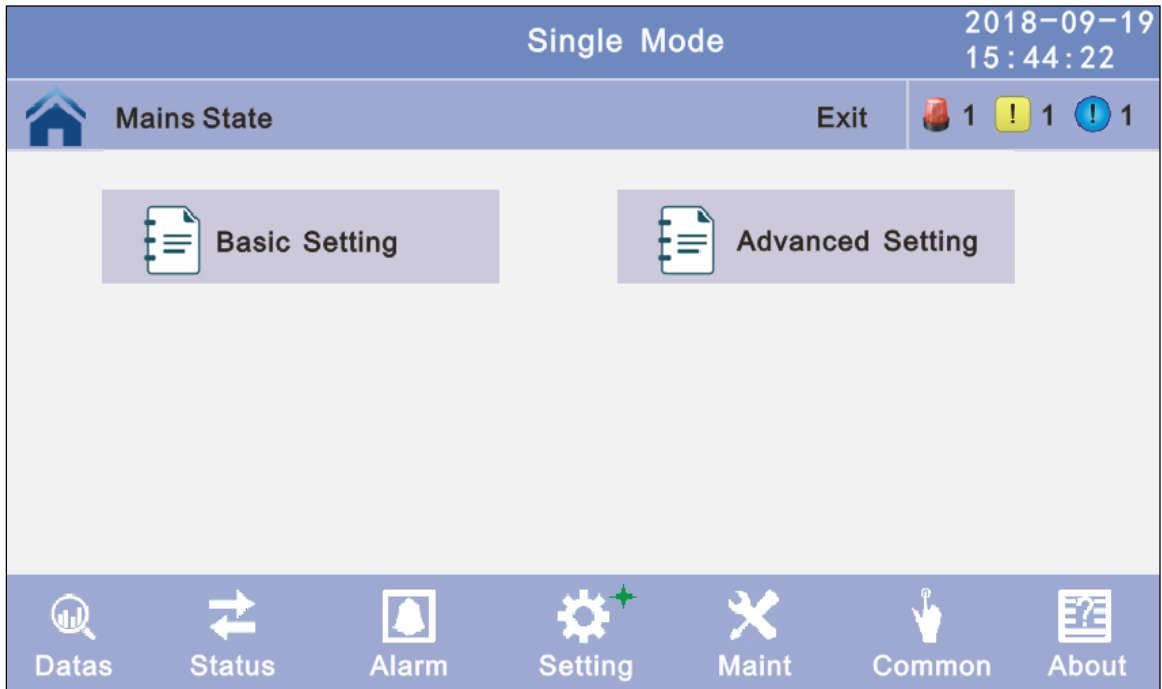 Single Mode
2018-09-19
15:44:22
Mains State
Exit
1
! 1
! 1
Basic Setting
Advanced Setting
?
Datas
Status
Alarm
Setting
Maint
Common
About